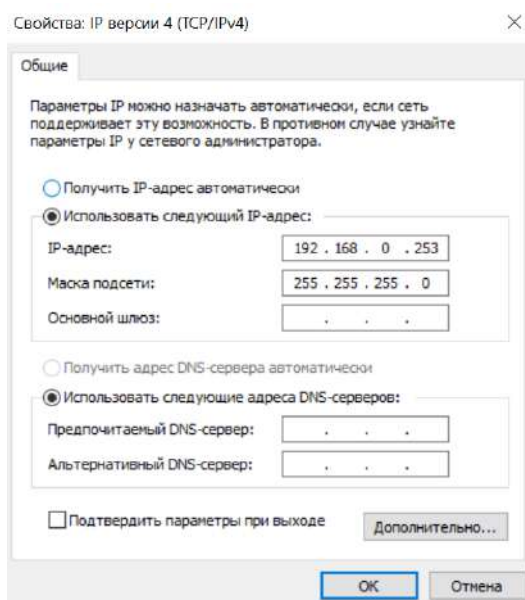 Свойства: IP версии 4 (TCP/IPv4)
Общие
Параметры IP можно назначать автоматически, если сеть
поддерживает эту возможность. В противном случае узнайте
параметры IP у сетевого администратора.
Получить IP-адрес автоматически
Использовать следующий IP-адрес:
IP-адрес: 192 . 168 . 0 . 253
Маска подсети: 255 . 255 . 255 . 0
Основной шлюз: . . .
Получить адрес DNS-сервера автоматически
Использовать следующие адреса DNS-серверов:
Предпочитаемый DNS-сервер: . . .
Альтернативный DNS-сервер: . . .
Подтвердить параметры при выходе
Дополнительно...
ОК Отмена